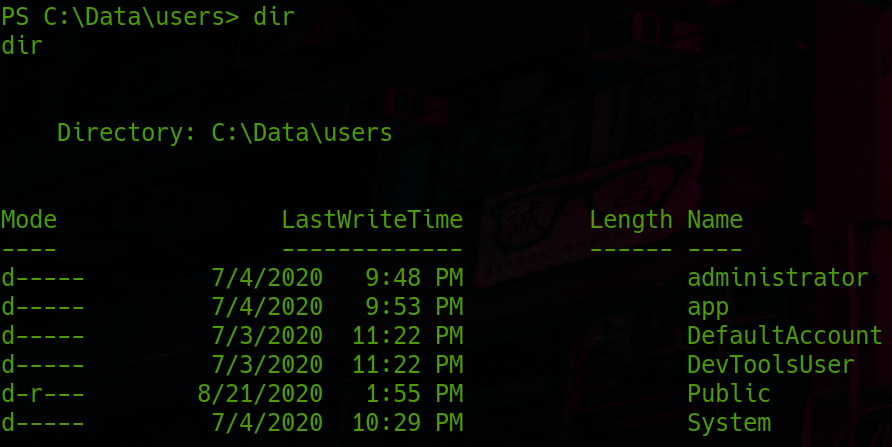 PS C:\Data\users> dir
dir
Directory: C:\Data\users
Mode                LastWriteTime         Length Name
----                -------------         ------ ----
d-----         7/4/2020   9:48 PM                administrator
d-----         7/4/2020   9:53 PM                app
d-----         7/3/2020  11:22 PM                DefaultAccount
d-----         7/3/2020  11:22 PM                DevToolsUser
d-r---        8/21/2020   1:55 PM                Public
d-----         7/4/2020  10:29 PM                System